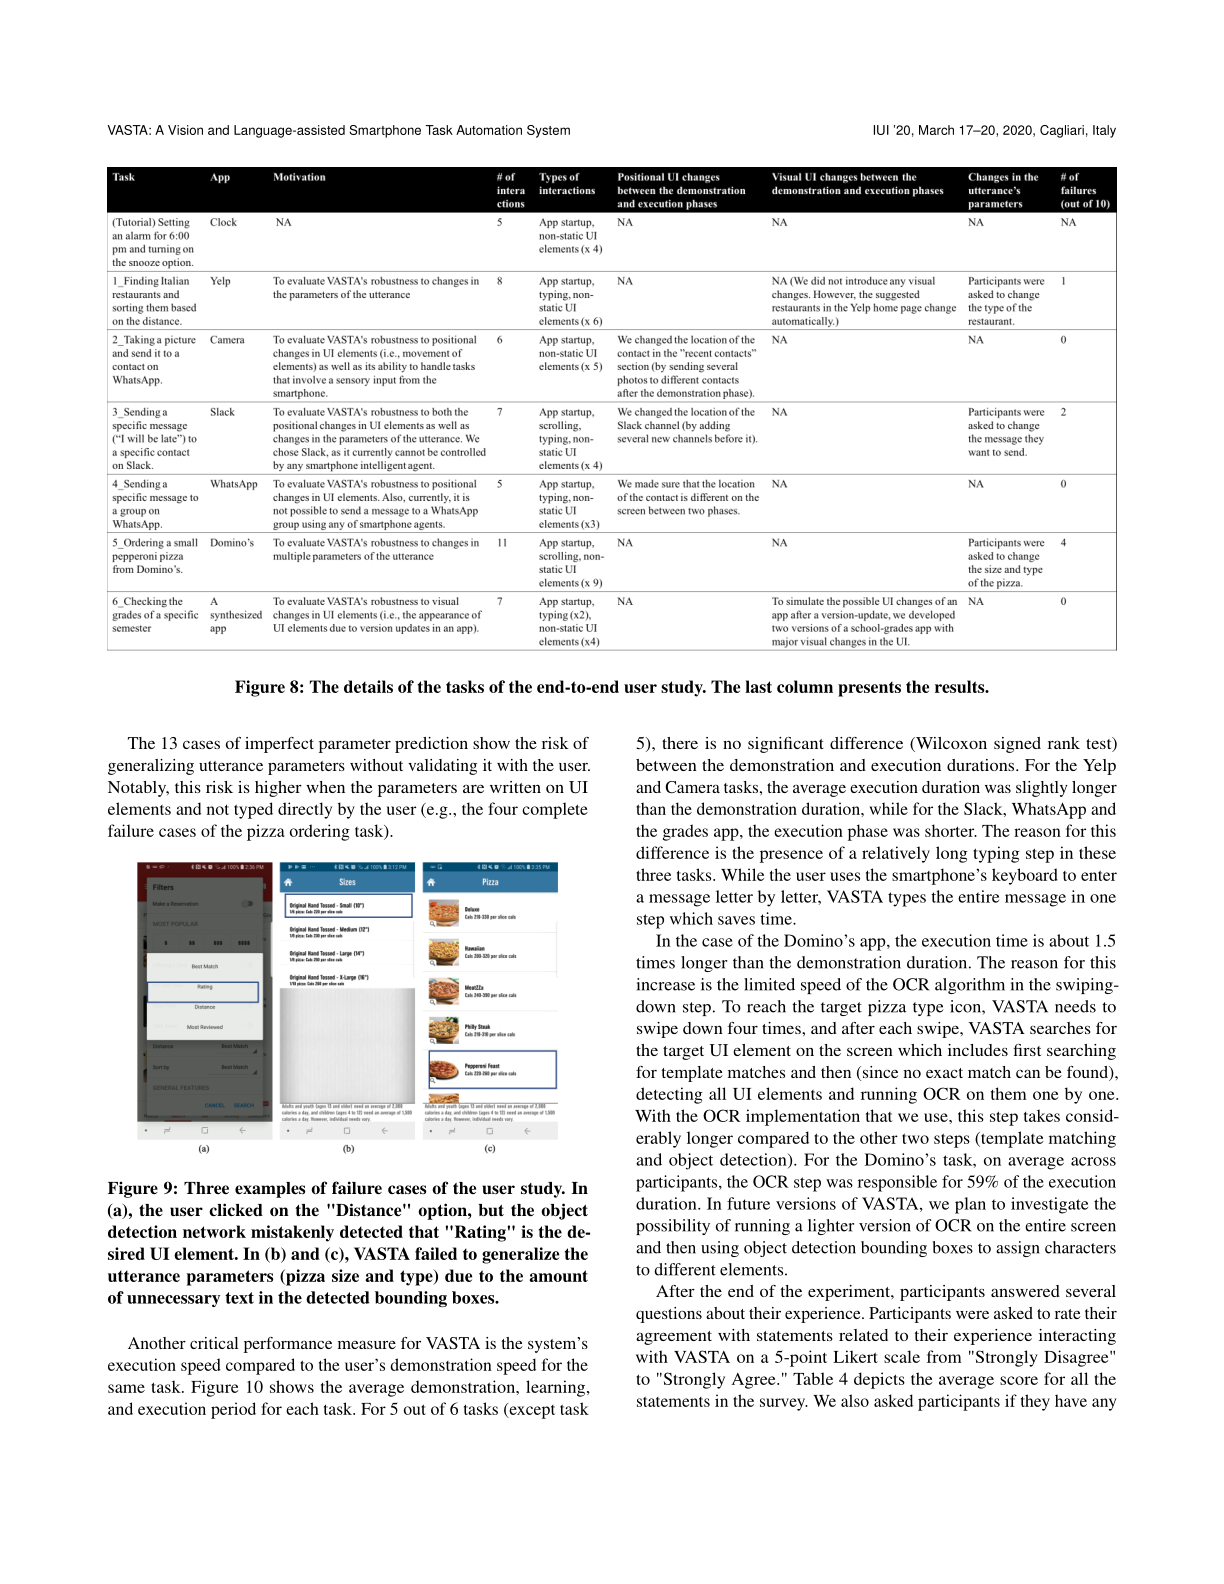 VASTA: A Vision and Language-assisted Smartphone Task Automation System
IUI '20, March 17–20, 2020, Cagliari, Italy
Task App Motivation # of intera ctions Types of interactions Positional UI changes between the demonstration and execution phases Visual UI changes between the demonstration and execution phases Changes in the utterance's parameters # of failures (out of 10)
(Tutorial) Setting an alarm for 6:00 pm and turning on the snooze option. Clock NA 5 App startup, non-static UI elements (x 4) NA NA NA NA
1_Finding Italian restaurants and sorting them based on the distance. Yelp To evaluate VASTA's robustness to changes in the parameters of the utterance 8 App startup, typing, non-static UI elements (x 6) NA NA (We did not introduce any visual changes. However, the suggested restaurants in the Yelp home page change automatically.) Participants were asked to change the type of the restaurant. 1
2_Taking a picture and send it to a contact on WhatsApp. Camera To evaluate VASTA's robustness to positional changes in UI elements (i.e., movement of elements) as well as its ability to handle tasks that involve a sensory input from the smartphone. 6 App startup, non-static UI elements (x 5) We changed the location of the contact in the "recent contacts" section (by sending several photos to different contacts after the demonstration phase). NA NA 0
3_Sending a specific message ("I will be late") to a specific contact on Slack. Slack To evaluate VASTA's robustness to both the positional changes in UI elements as well as changes in the parameters of the utterance. We chose Slack, as it currently cannot be controlled by any smartphone intelligent agent. 7 App startup, scrolling, typing, non-static UI elements (x 4) We changed the location of the Slack channel (by adding several new channels before it). NA Participants were asked to change the message they want to send. 2
4_Sending a specific message to a group on WhatsApp. WhatsApp To evaluate VASTA's robustness to positional changes in UI elements. Also, currently, it is not possible to send a message to a WhatsApp group using any of smartphone agents. 5 App startup, typing, non-static UI elements (x3) We made sure that the location of the contact is different on the screen between two phases. NA NA 0
5_Ordering a small pepperoni pizza from Domino's. Domino's To evaluate VASTA's robustness to changes in multiple parameters of the utterance 11 App startup, scrolling, non-static UI elements (x 9) NA NA Participants were asked to change the size and type of the pizza. 4
6_Checking the grades of a specific semester A synthesized app To evaluate VASTA's robustness to visual changes in UI elements (i.e., the appearance of UI elements due to version updates in an app). 7 App startup, typing (x2), non-static UI elements (x4) NA To simulate the possible UI changes of an app after a version-update, we developed two versions of a school-grades app with major visual changes in the UI. NA 0
Figure 8: The details of the tasks of the end-to-end user study. The last column presents the results.
The 13 cases of imperfect parameter prediction show the risk of
generalizing utterance parameters without validating it with the user.
Notably, this risk is higher when the parameters are written on UI
elements and not typed directly by the user (e.g., the four complete
failure cases of the pizza ordering task).
Filters
Make a Reservation
MOST POPULAR
Best Match
Rating
Distance
Most Reviewed
Distance Best Match
Sort by Best Match
GENERAL FEATURES
CANCEL SEARCH
(a)
Sizes
Original Hand Tossed - Small (10")
Original Hand Tossed - Medium (12")
Original Hand Tossed - Large (14")
Original Hand Tossed - X-Large (16")
(b)
Pizza
Deluxe
Hawaiian
MeatZZa
Philly Steak
Pepperoni Feast
(c)
Figure 9: Three examples of failure cases of the user study. In
(a), the user clicked on the "Distance" option, but the object
detection network mistakenly detected that "Rating" is the de-
sired UI element. In (b) and (c), VASTA failed to generalize the
utterance parameters (pizza size and type) due to the amount
of unnecessary text in the detected bounding boxes.
Another critical performance measure for VASTA is the system's
execution speed compared to the user's demonstration speed for the
same task. Figure 10 shows the average demonstration, learning,
and execution period for each task. For 5 out of 6 tasks (except task
5), there is no significant difference (Wilcoxon signed rank test)
between the demonstration and execution durations. For the Yelp
and Camera tasks, the average execution duration was slightly longer
than the demonstration duration, while for the Slack, WhatsApp and
the grades app, the execution phase was shorter. The reason for this
difference is the presence of a relatively long typing step in these
three tasks. While the user uses the smartphone's keyboard to enter
a message letter by letter, VASTA types the entire message in one
step which saves time.
In the case of the Domino's app, the execution time is about 1.5
times longer than the demonstration duration. The reason for this
increase is the limited speed of the OCR algorithm in the swiping-
down step. To reach the target pizza type icon, VASTA needs to
swipe down four times, and after each swipe, VASTA searches for
the target UI element on the screen which includes first searching
for template matches and then (since no exact match can be found),
detecting all UI elements and running OCR on them one by one.
With the OCR implementation that we use, this step takes consid-
erably longer compared to the other two steps (template matching
and object detection). For the Domino's task, on average across
participants, the OCR step was responsible for 59% of the execution
duration. In future versions of VASTA, we plan to investigate the
possibility of running a lighter version of OCR on the entire screen
and then using object detection bounding boxes to assign characters
to different elements.
After the end of the experiment, participants answered several
questions about their experience. Participants were asked to rate their
agreement with statements related to their experience interacting
with VASTA on a 5-point Likert scale from "Strongly Disagree"
to "Strongly Agree." Table 4 depicts the average score for all the
statements in the survey. We also asked participants if they have any